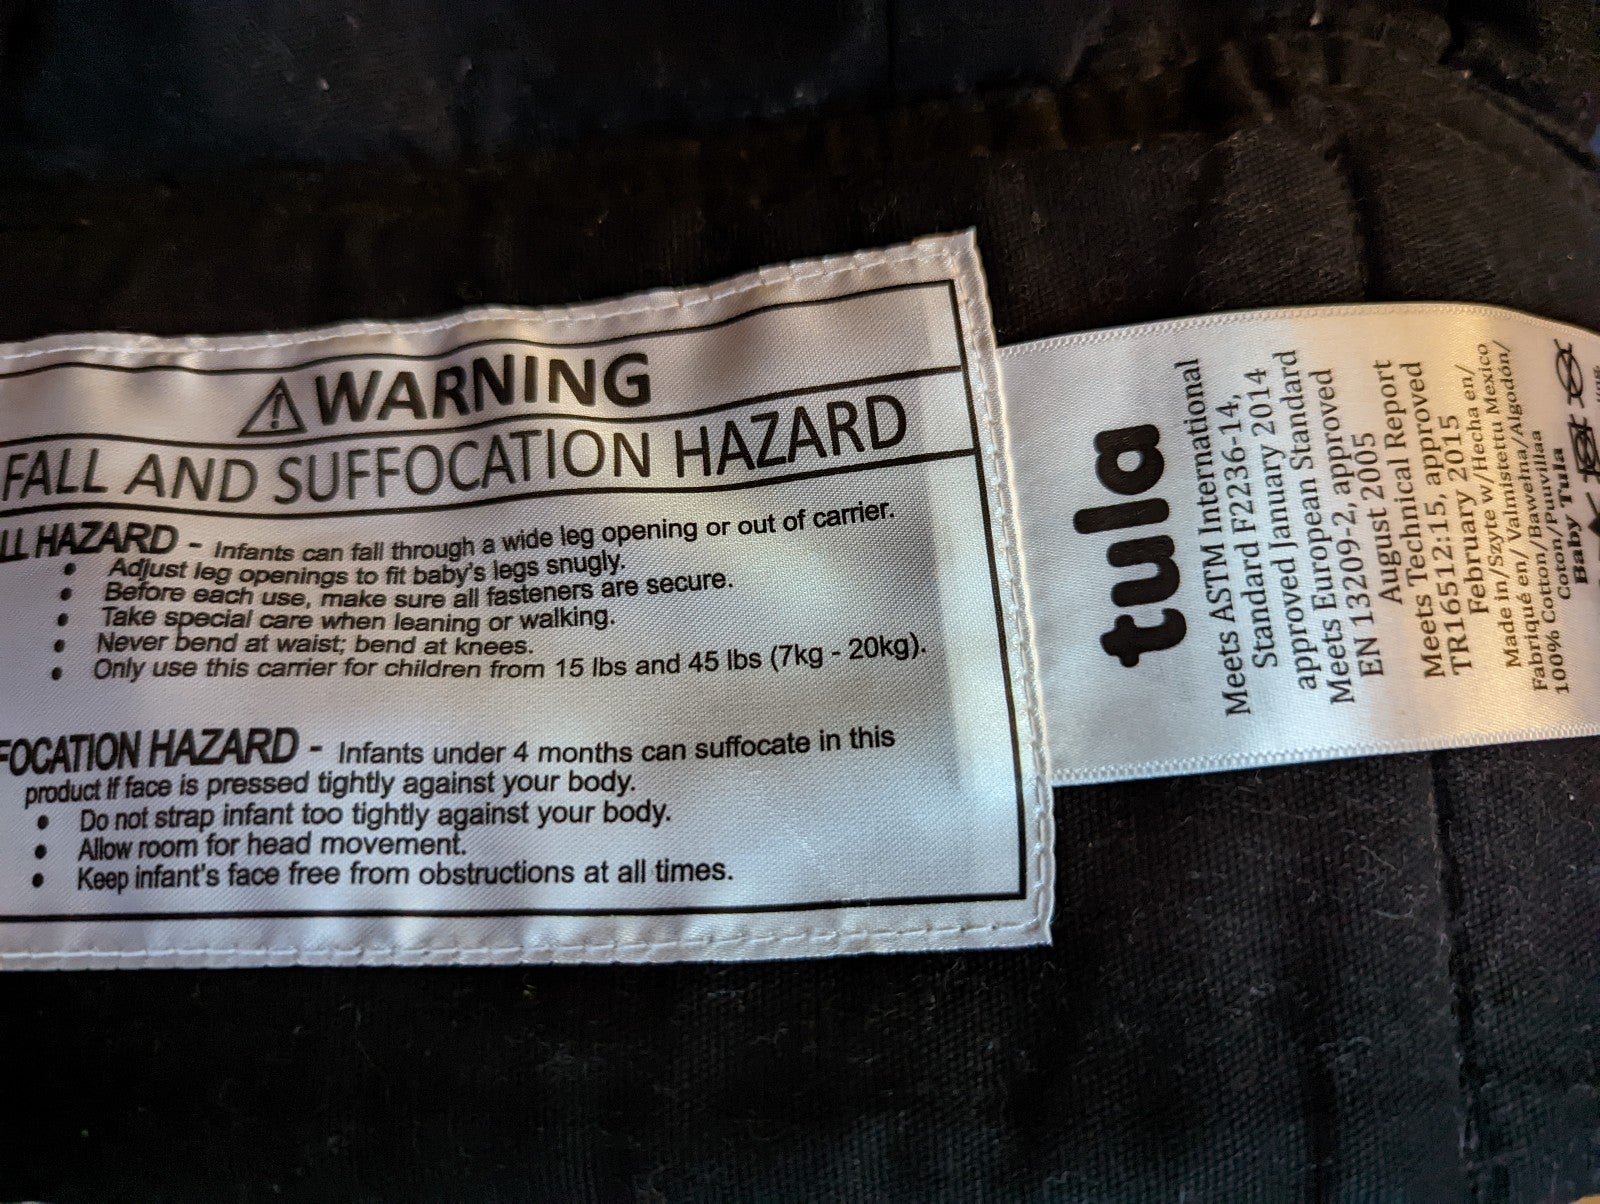 WARNING
FALL AND SUFFOCATION HAZARD
LL HAZARD - Infants can fall through a wide leg opening or out of carrier.
• Adjust leg openings to fit baby's legs snugly.
• Before each use, make sure all fasteners are secure.
• Take special care when leaning or walking.
• Never bend at waist; bend at knees.
• Only use this carrier for children from 15 lbs and 45 lbs (7kg - 20kg).
FOCATION HAZARD - Infants under 4 months can suffocate in this
product If face is pressed tightly against your body.
• Do not strap infant too tightly against your body.
• Allow room for head movement.
• Keep infant's face free from obstructions at all times.
tula
Meets ASTM International
Standard F2236-14,
approved January 2014
Meets European Standard
EN 13209-2, approved
August 2005
Meets Technical Report
TR16512:15, approved
February 2015
Made in/Szyte w/Hecha en/
Fabriqué en/ Valmistettu Mexico
100% Cotton/Bawełna/Algodón/
Coton/Puuvillaa
Baby Tula